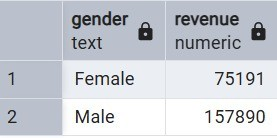 gender revenue
text numeric
1 Female 75191
2 Male 157890